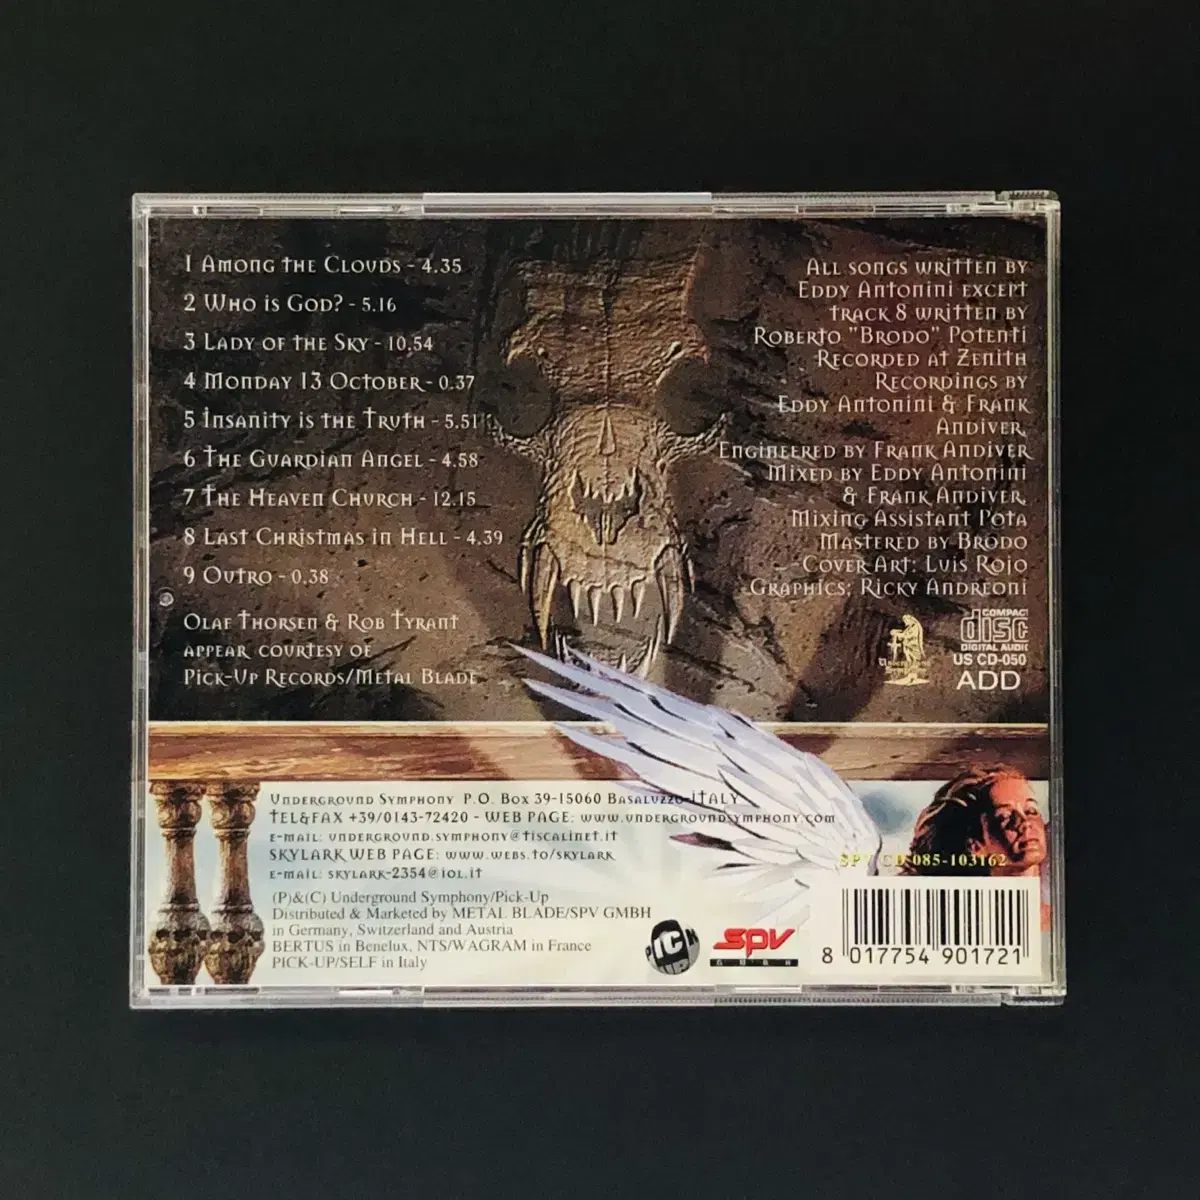 1 Among the Clouds - 4.35
2 Who is God? - 5.16
3 Lady of the Sky - 10,54
4 Monday 13 October - 0.37
5 Insanity is the Truth - 5.51
6 The Guardian Angel - 4.58
7 The Heaven Church - 12.15
8 Last Christmas in Hell - 4.39
9 Outro - 0.38
Olaf Thorsen & Rob Tyrant
appear courtesy of
Pick-Up Records/Metal Blade
All songs written by
Eddy Antonini except
track 8 written by
Roberto "Brodo" Potenti
Recorded at Zenith
Recordings by
Eddy Antonini & Frank
Andiver,
Engineered by Frank Andiver
Mixed by Eddy Antonini
& Frank Andiver,
Mixing Assistant Pota
Mastered by Brodo
Cover Art: Luis Rojo
Graphics: Ricky Andreoni
Underground Symphony
COMPACT
disc
DIGITAL AUDIO
US CD-050
ADD
Underground Symphony P.O. Box 39-15060 Basaluzzo-ITALY
TEL&FAX +39/0143-72420 - WEB PAGE: www.undergroundsymphony.com
e-mail: underground.symphony@tiscalinet.it
SKYLARK WEB PAGE: www.webs.to/skylark
e-mail: skylark-2354@iol.it
(P)&(C) Underground Symphony/Pick-Up
Distributed & Marketed by METAL BLADE/SPV GMBH
in Germany, Switzerland and Austria
BERTUS in Benelux, NTS/WAGRAM in France
PICK-UP/SELF in Italy
PICK UP
SPV
GMBH
SPV CD 085-103162
8 017754 901721